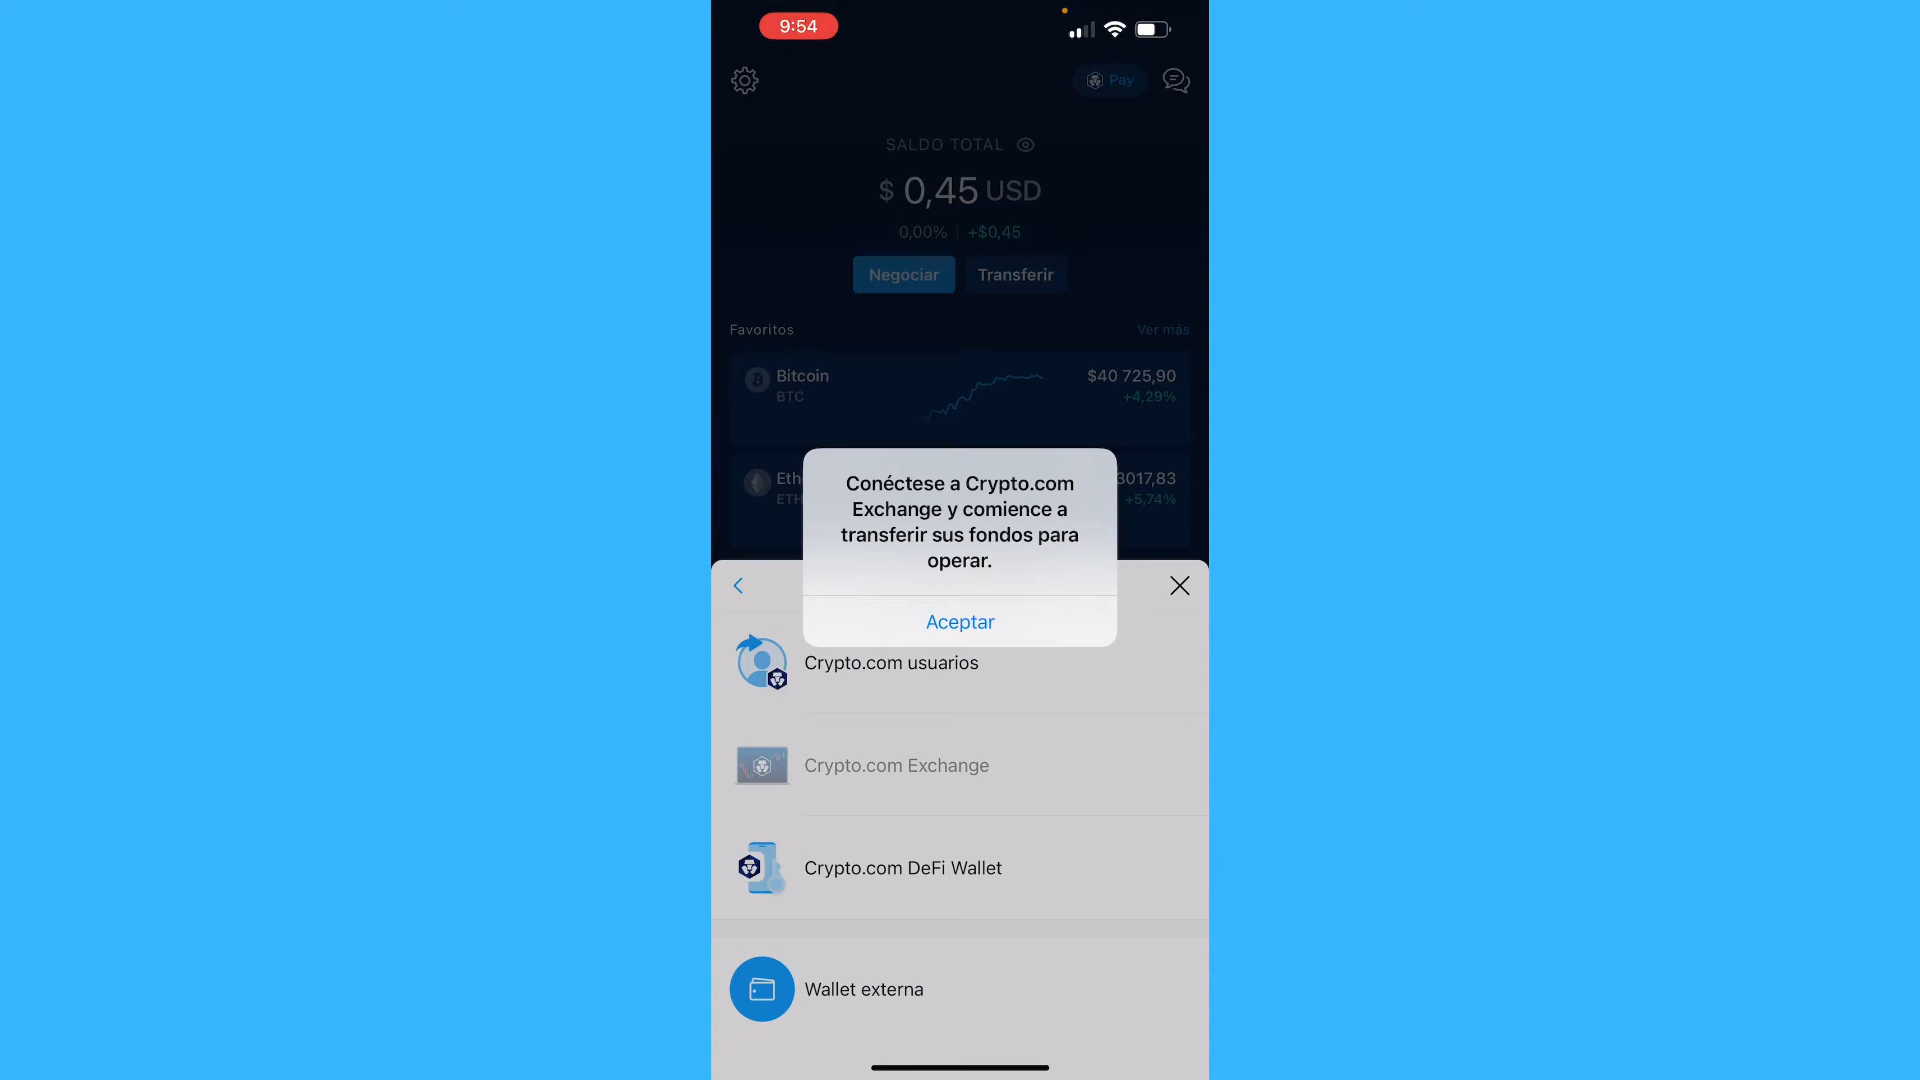 9:54
Pay
SALDO TOTAL
$ 0,45 USD
0,00% | +$0,45
Negociar
Transferir
Favoritos
Ver más
Bitcoin
$40 725,90
BTC
+4,29%
Eth
3017,83
ETH
+5,74%
Conéctese a Crypto.com
Exchange y comience a
transferir sus fondos para
operar.
Aceptar
Crypto.com usuarios
Crypto.com Exchange
Crypto.com DeFi Wallet
Wallet externa